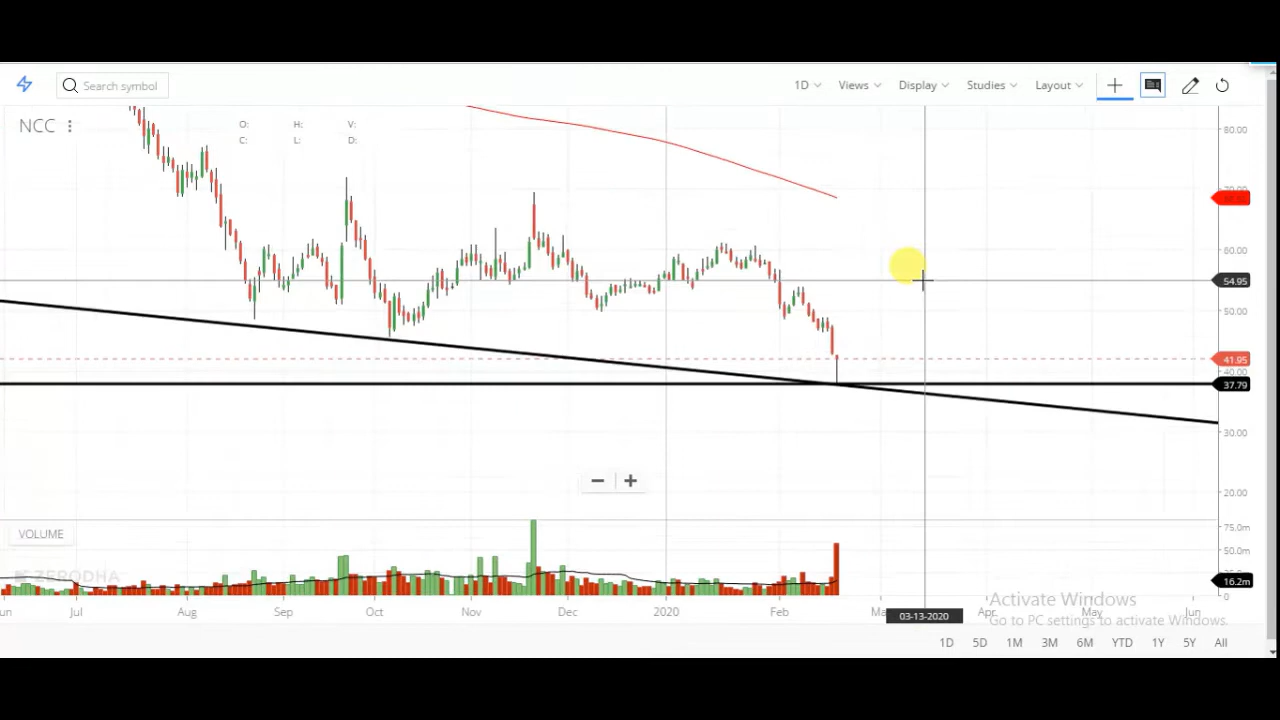 Search symbol 1D Views Display Studies Layout
NCC O: H: V:
C: L: D:
80.00
60.00
54.95
50.00
41.95
40.00
37.79
30.00
20.00
VOLUME
75.0m
50.0m
ZERODHA
16.2m
0
Jul Aug Sep Oct Nov Dec 2020 Feb Apr May Jun
03-13-2020
Activate Windows
Go to PC settings to activate Windows.
1D 5D 1M 3M 6M YTD 1Y 5Y All